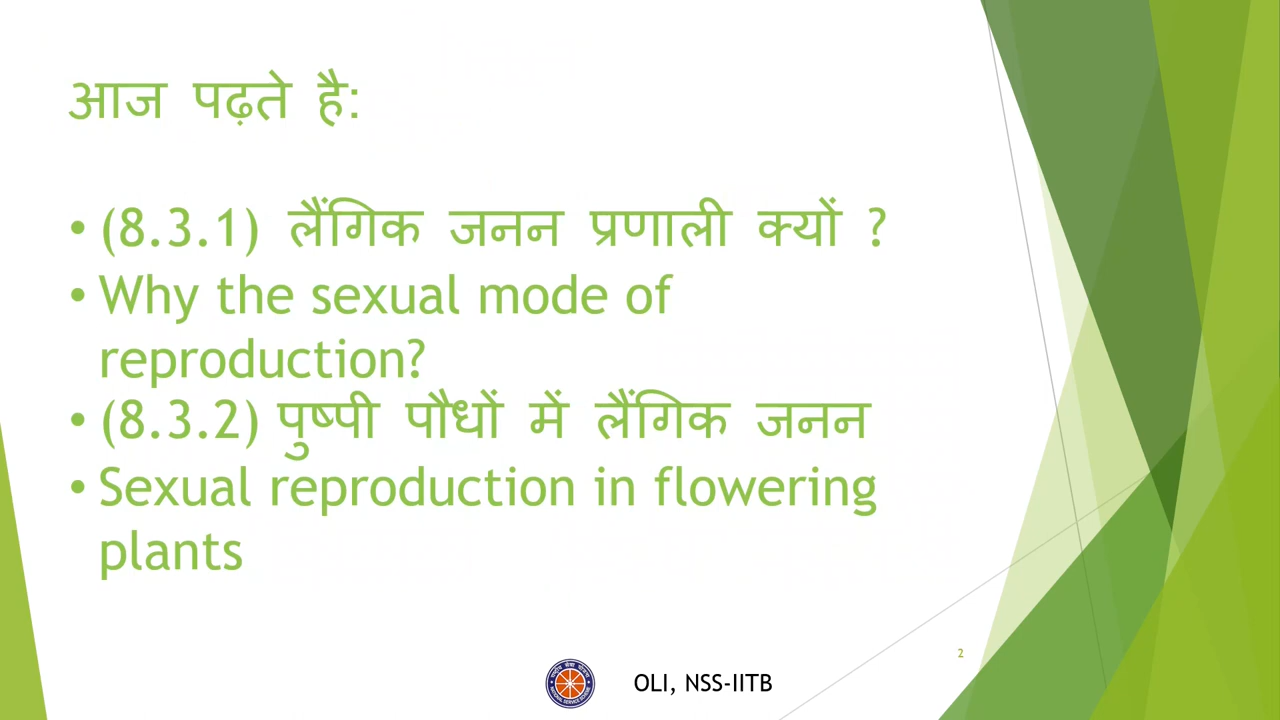 आज पढ़ते है:
• (8.3.1) लैंगिक जनन प्रणाली क्यों ?
• Why the sexual mode of
reproduction?
• (8.3.2) पुष्पी पौधों में लैंगिक जनन
• Sexual reproduction in flowering
plants
2
OLI, NSS-IITB